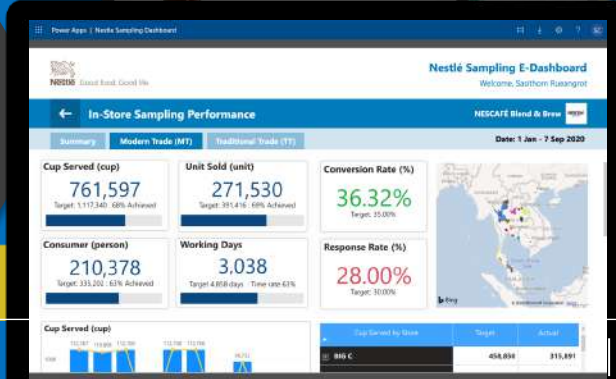 Power Apps | Nestle Sampling Dashboard
Nestlé Good food, Good life
Nestlé Sampling E-Dashboard
Welcome, Sasthorn Rueangrot
In-Store Sampling Performance
NESCAFÉ Blend & Brew
Summary Modern Trade (MT) Traditional Trade (TT)
Date: 1 Jan - 7 Sep 2020
Cup Served (cup)
761,597
Target: 1,117,340 : 68% Achieved
Unit Sold (unit)
271,530
Target: 391,416 : 69% Achieved
Conversion Rate (%)
36.32%
Target: 35.00%
Consumer (person)
210,378
Target: 335,202 : 63% Achieved
Working Days
3.038
Target 4.858 days Time rate 63%
Response Rate (%)
28.00%
Target: 30.00%
Bing
Cup Served (cup)
Cup Served by Store Target Actual
BIG C 458,850 315,891